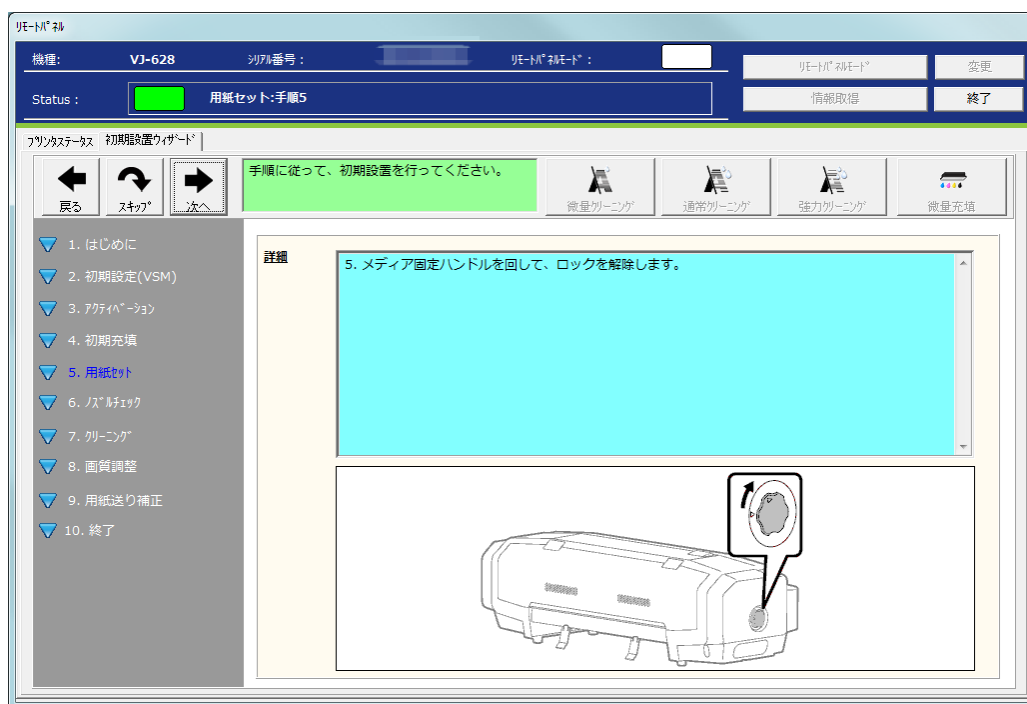 ﾘﾓｰﾄﾊﾟﾈﾙ
機種: VJ-628 ｼﾘｱﾙ番号： ﾘﾓｰﾄﾊﾟﾈﾙﾓｰﾄﾞ： ﾘﾓｰﾄﾊﾟﾈﾙﾓｰﾄﾞ 変更
Status： 用紙セット:手順5 情報取得 終了
ﾌﾟﾘﾝﾀｽﾃｰﾀｽ 初期設置ｳｨｻﾞｰﾄﾞ
戻る ｽｷｯﾌﾟ 次へ
手順に従って、初期設置を行ってください。
微量ｸﾘｰﾆﾝｸﾞ 通常ｸﾘｰﾆﾝｸﾞ 強力ｸﾘｰﾆﾝｸﾞ 微量充填
1. はじめに
2. 初期設定(VSM)
3. ｱｸﾃｨﾍﾞｰｼｮﾝ
4. 初期充填
5. 用紙ｾｯﾄ
6. ﾉｽﾞﾙﾁｪｯｸ
7. ｸﾘｰﾆﾝｸﾞ
8. 画質調整
9. 用紙送り補正
10. 終了
詳細
5. メディア固定ハンドルを回して、ロックを解除します。